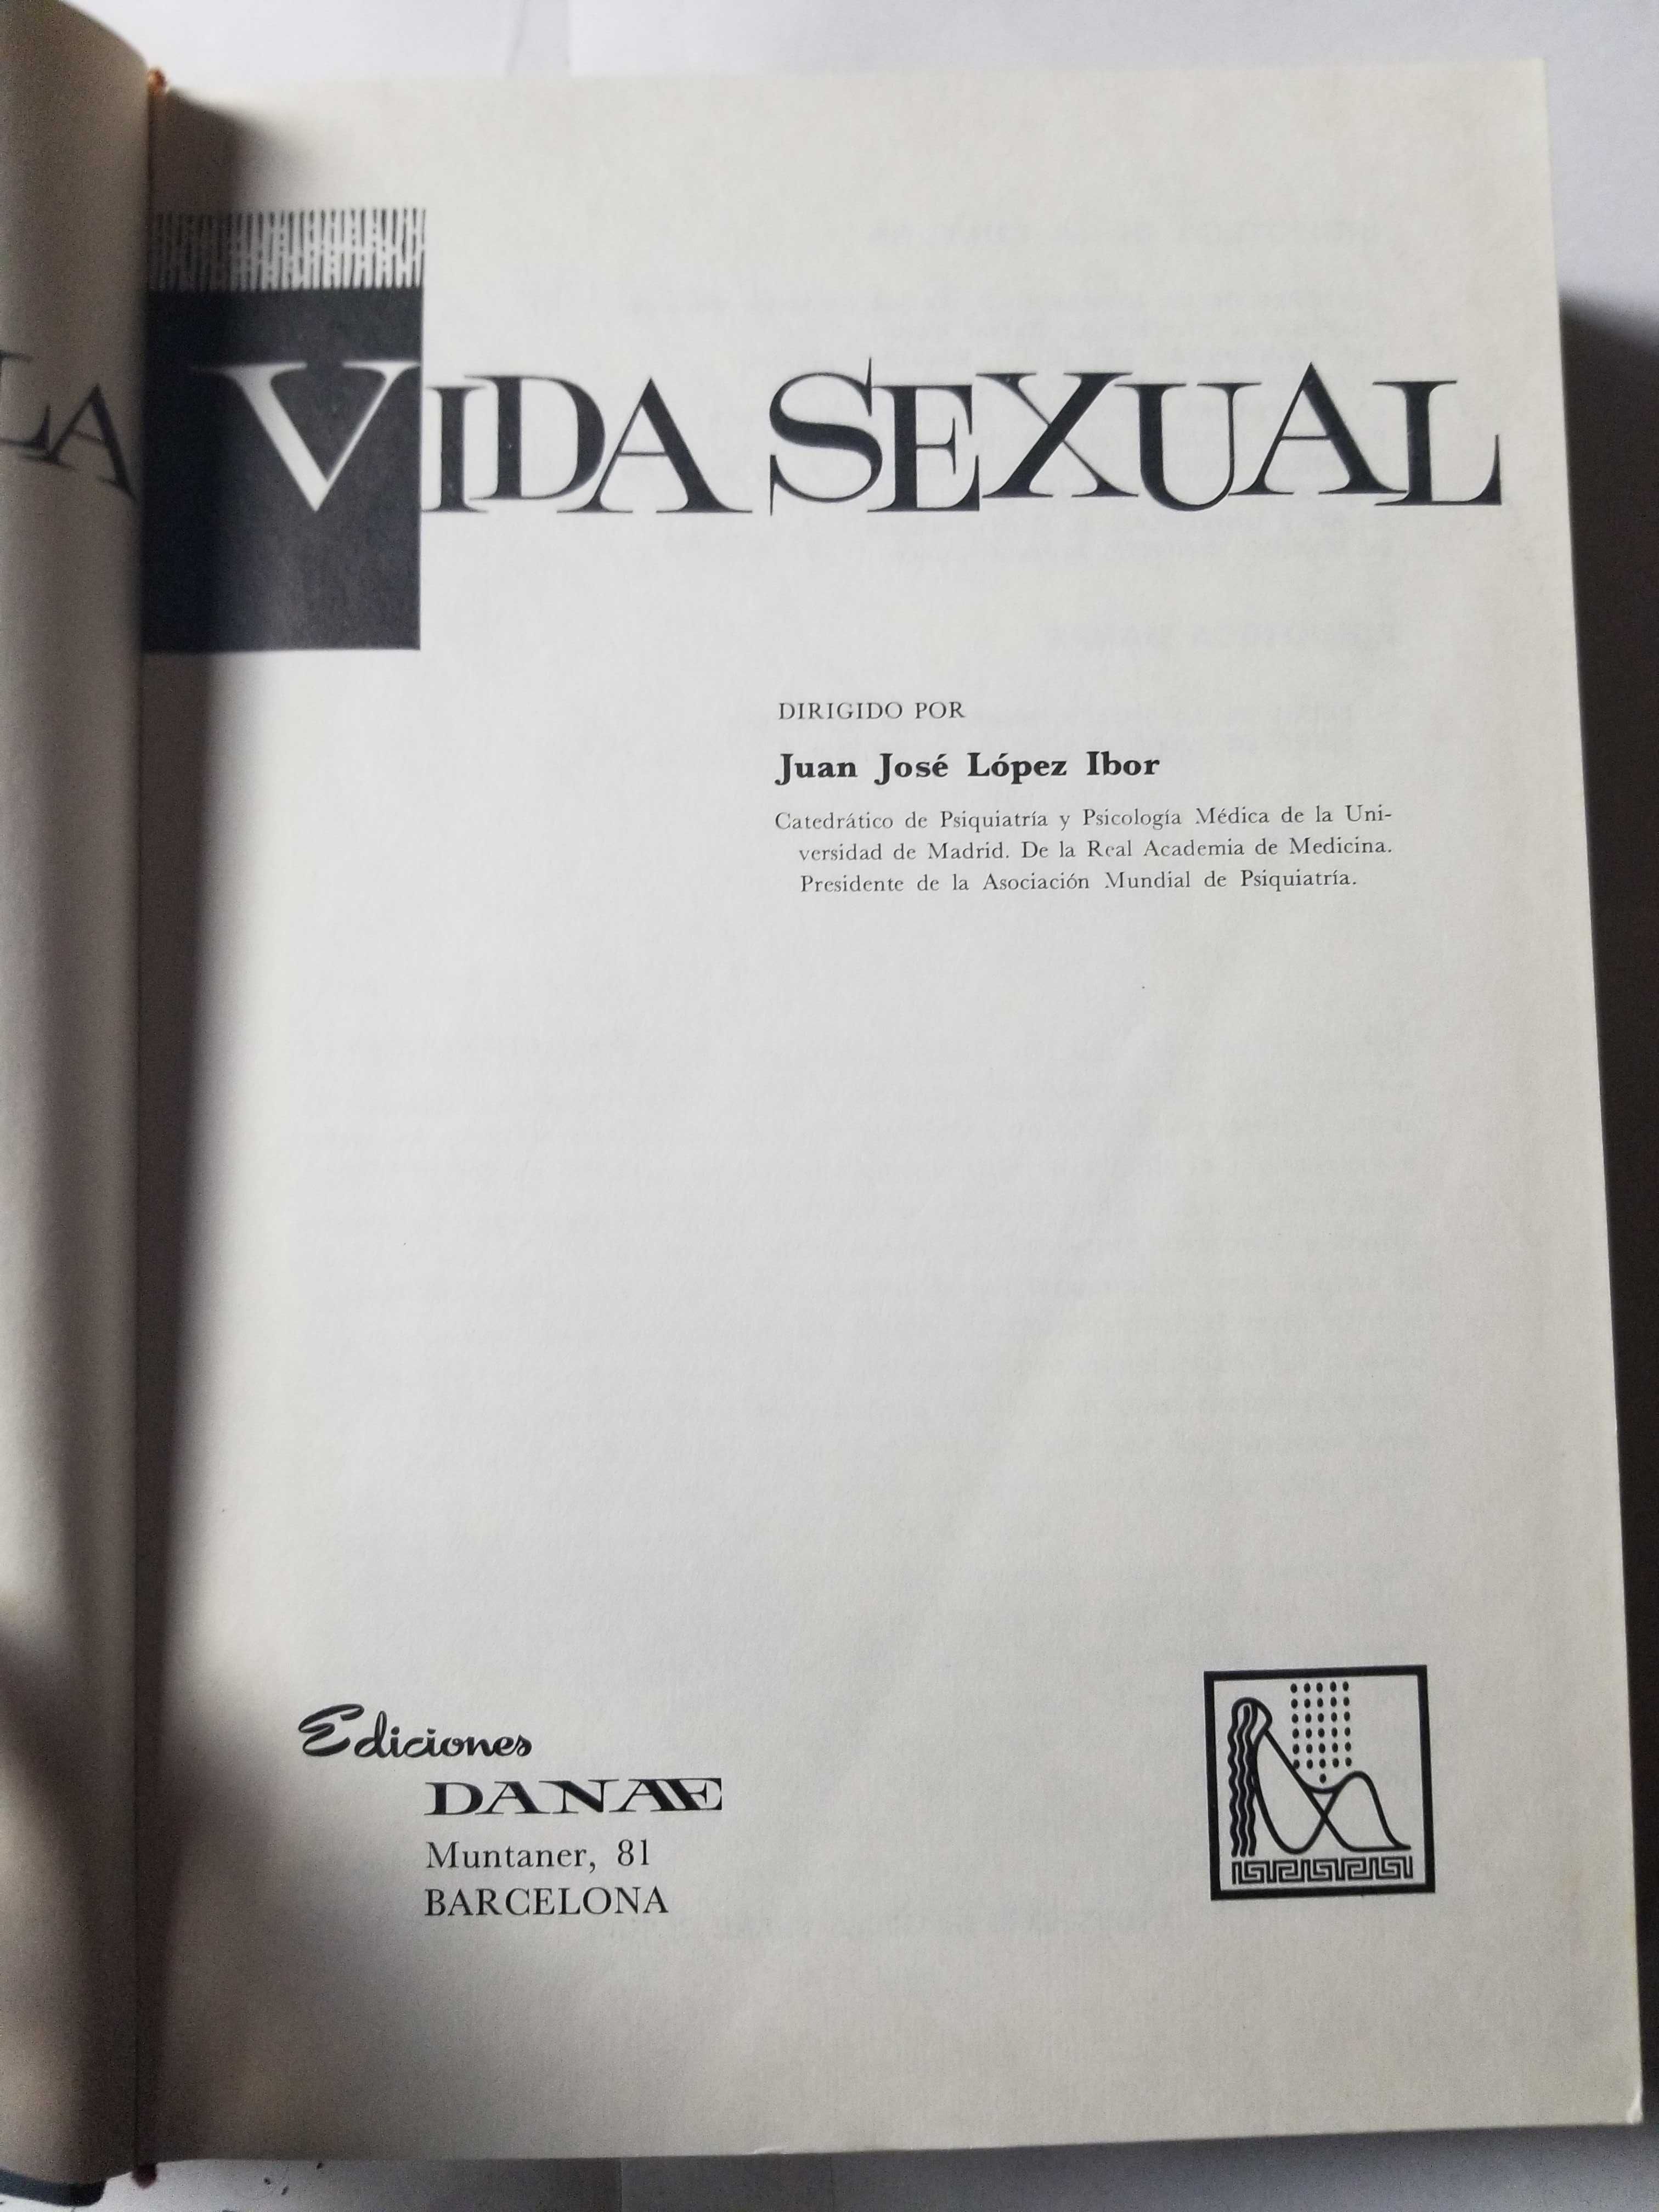 LA VIDA SEXUAL
DIRIGIDO POR
Juan José López Ibor
Catedrático de Psiquiatría y Psicología Médica de la Uni-
versidad de Madrid. De la Real Academia de Medicina.
Presidente de la Asociación Mundial de Psiquiatría.
Ediciones
DANAE
Muntaner, 81
BARCELONA